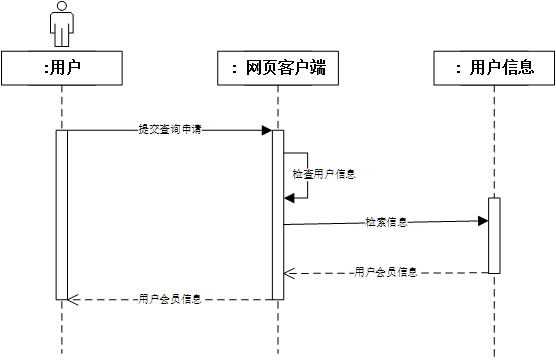 :用户
: 网页客户端
: 用户信息
提交查询申请
检查用户信息
检索信息
用户会员信息
用户会员信息